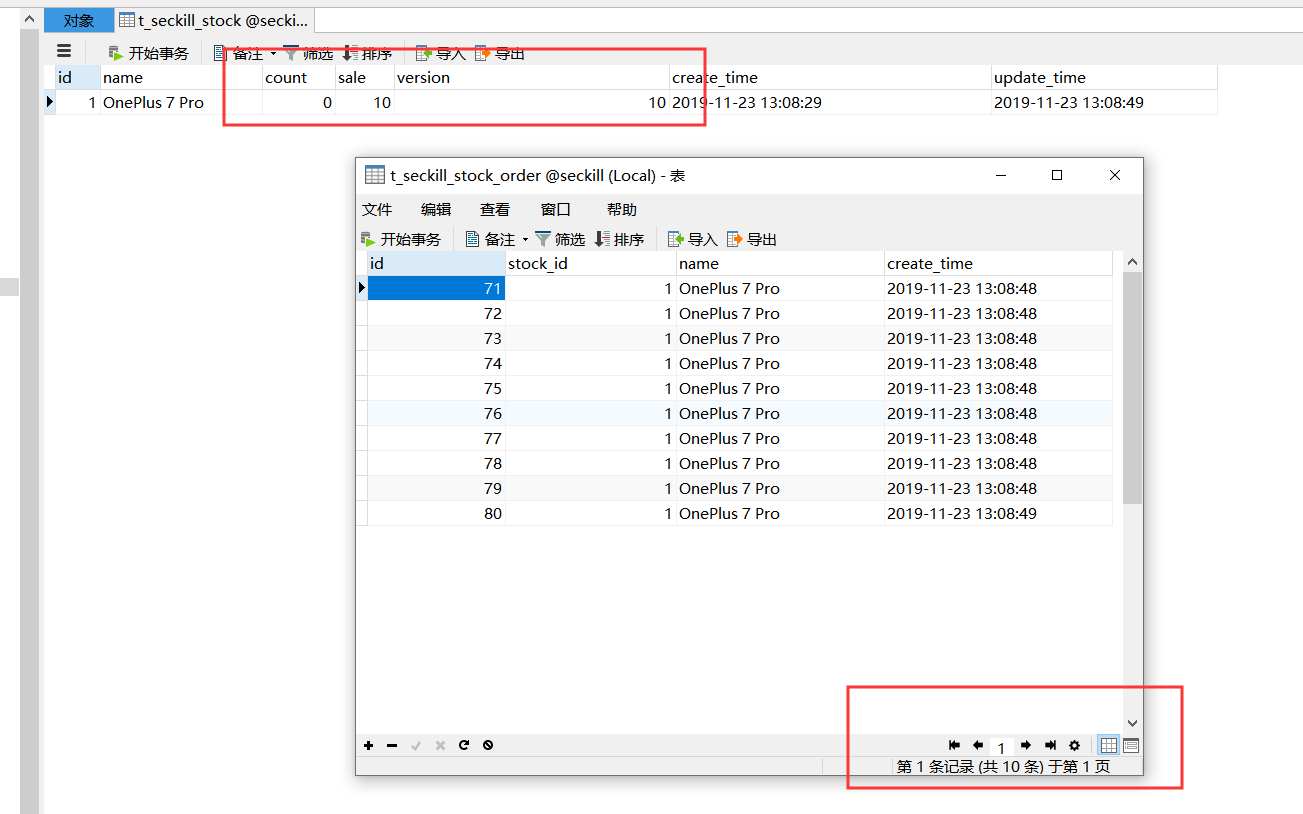 对象 t_seckill_stock @secki...
开始事务 备注 筛选 排序 导入 导出
id name count sale version create_time update_time
1 OnePlus 7 Pro 0 10 10 2019-11-23 13:08:29 2019-11-23 13:08:49
t_seckill_stock_order @seckill (Local) - 表
文件 编辑 查看 窗口 帮助
开始事务 备注 筛选 排序 导入 导出
id stock_id name create_time
71 1 OnePlus 7 Pro 2019-11-23 13:08:48
72 1 OnePlus 7 Pro 2019-11-23 13:08:48
73 1 OnePlus 7 Pro 2019-11-23 13:08:48
74 1 OnePlus 7 Pro 2019-11-23 13:08:48
75 1 OnePlus 7 Pro 2019-11-23 13:08:48
76 1 OnePlus 7 Pro 2019-11-23 13:08:48
77 1 OnePlus 7 Pro 2019-11-23 13:08:48
78 1 OnePlus 7 Pro 2019-11-23 13:08:48
79 1 OnePlus 7 Pro 2019-11-23 13:08:48
80 1 OnePlus 7 Pro 2019-11-23 13:08:49
1
第 1 条记录 (共 10 条) 于第 1 页